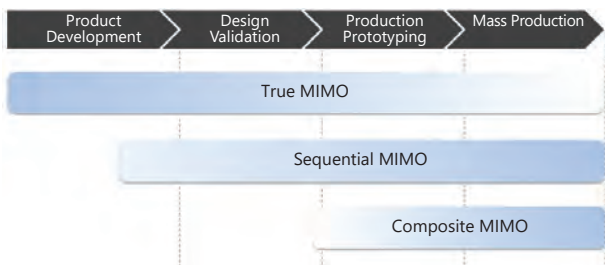 Product
Development
Design
Validation
Production
Prototyping
Mass Production
True MIMO
Sequential MIMO
Composite MIMO